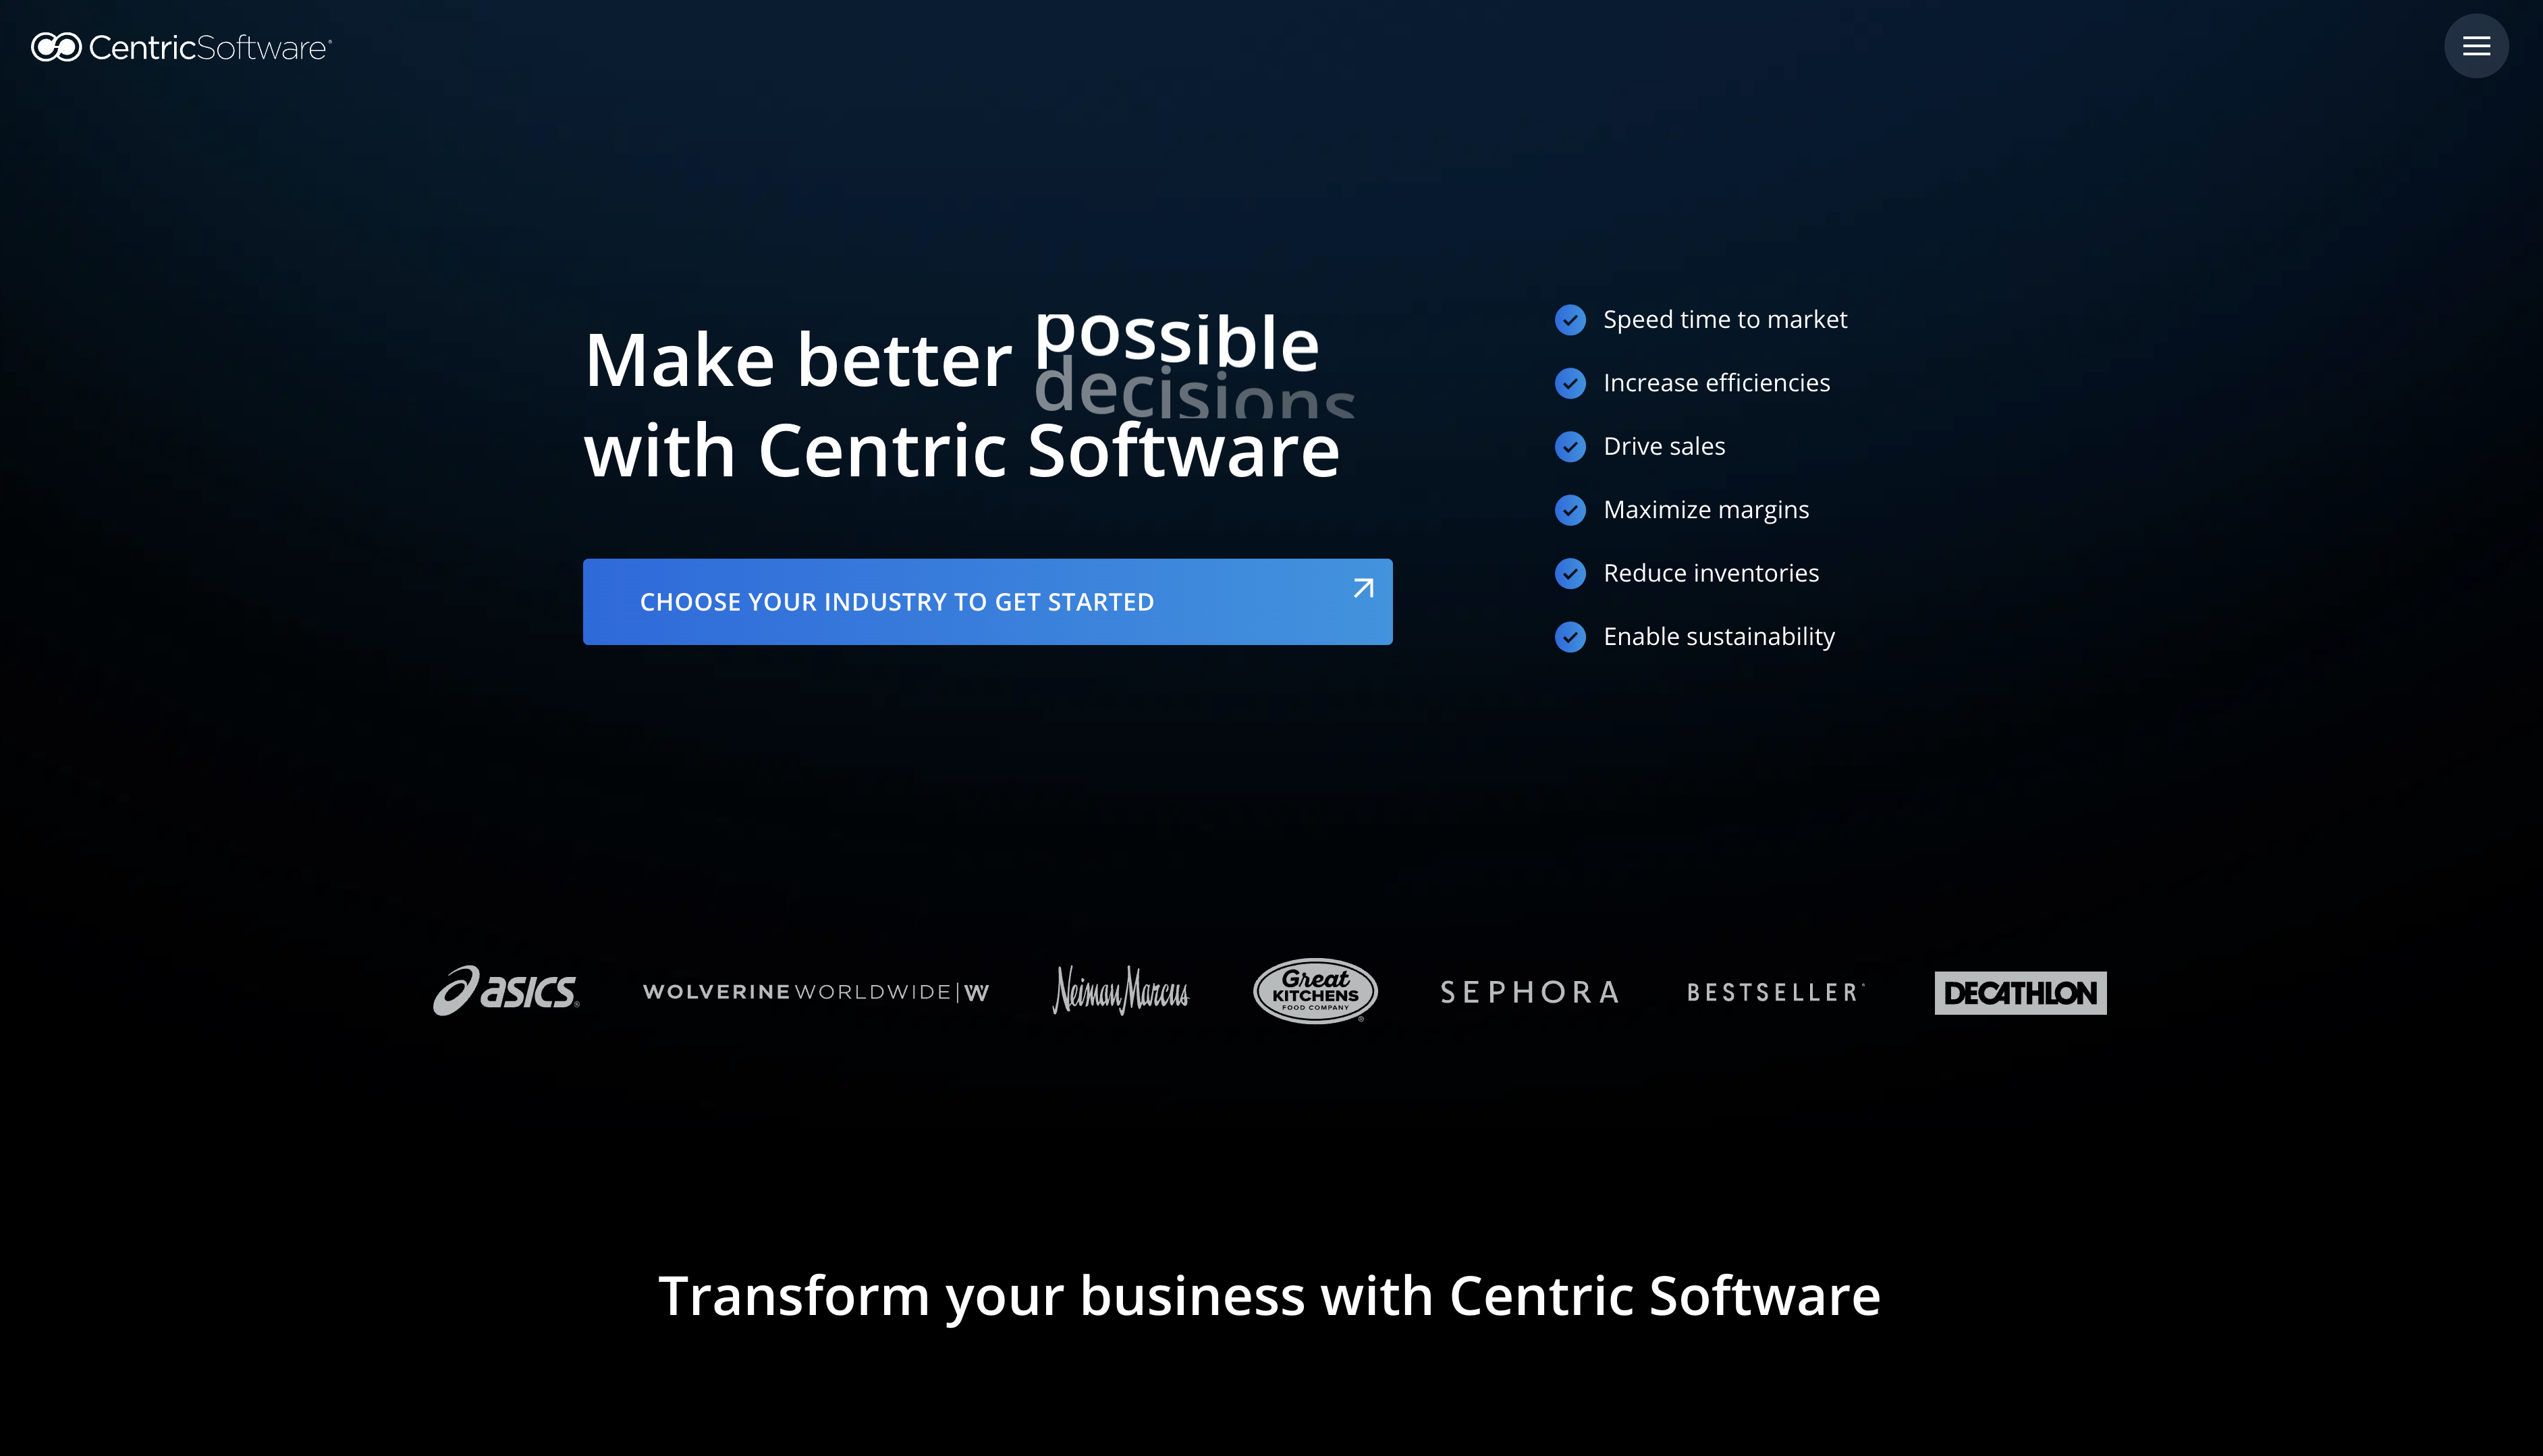 CentricSoftware®
Make better possible
decisions
with Centric Software
CHOOSE YOUR INDUSTRY TO GET STARTED
Speed time to market
Increase efficiencies
Drive sales
Maximize margins
Reduce inventories
Enable sustainability
asics®
WOLVERINE WORLDWIDE | W
Neiman Marcus
Great
KITCHENS
FOOD COMPANY
®
SEPHORA
BESTSELLER®
DECATHLON
Transform your business with Centric Software